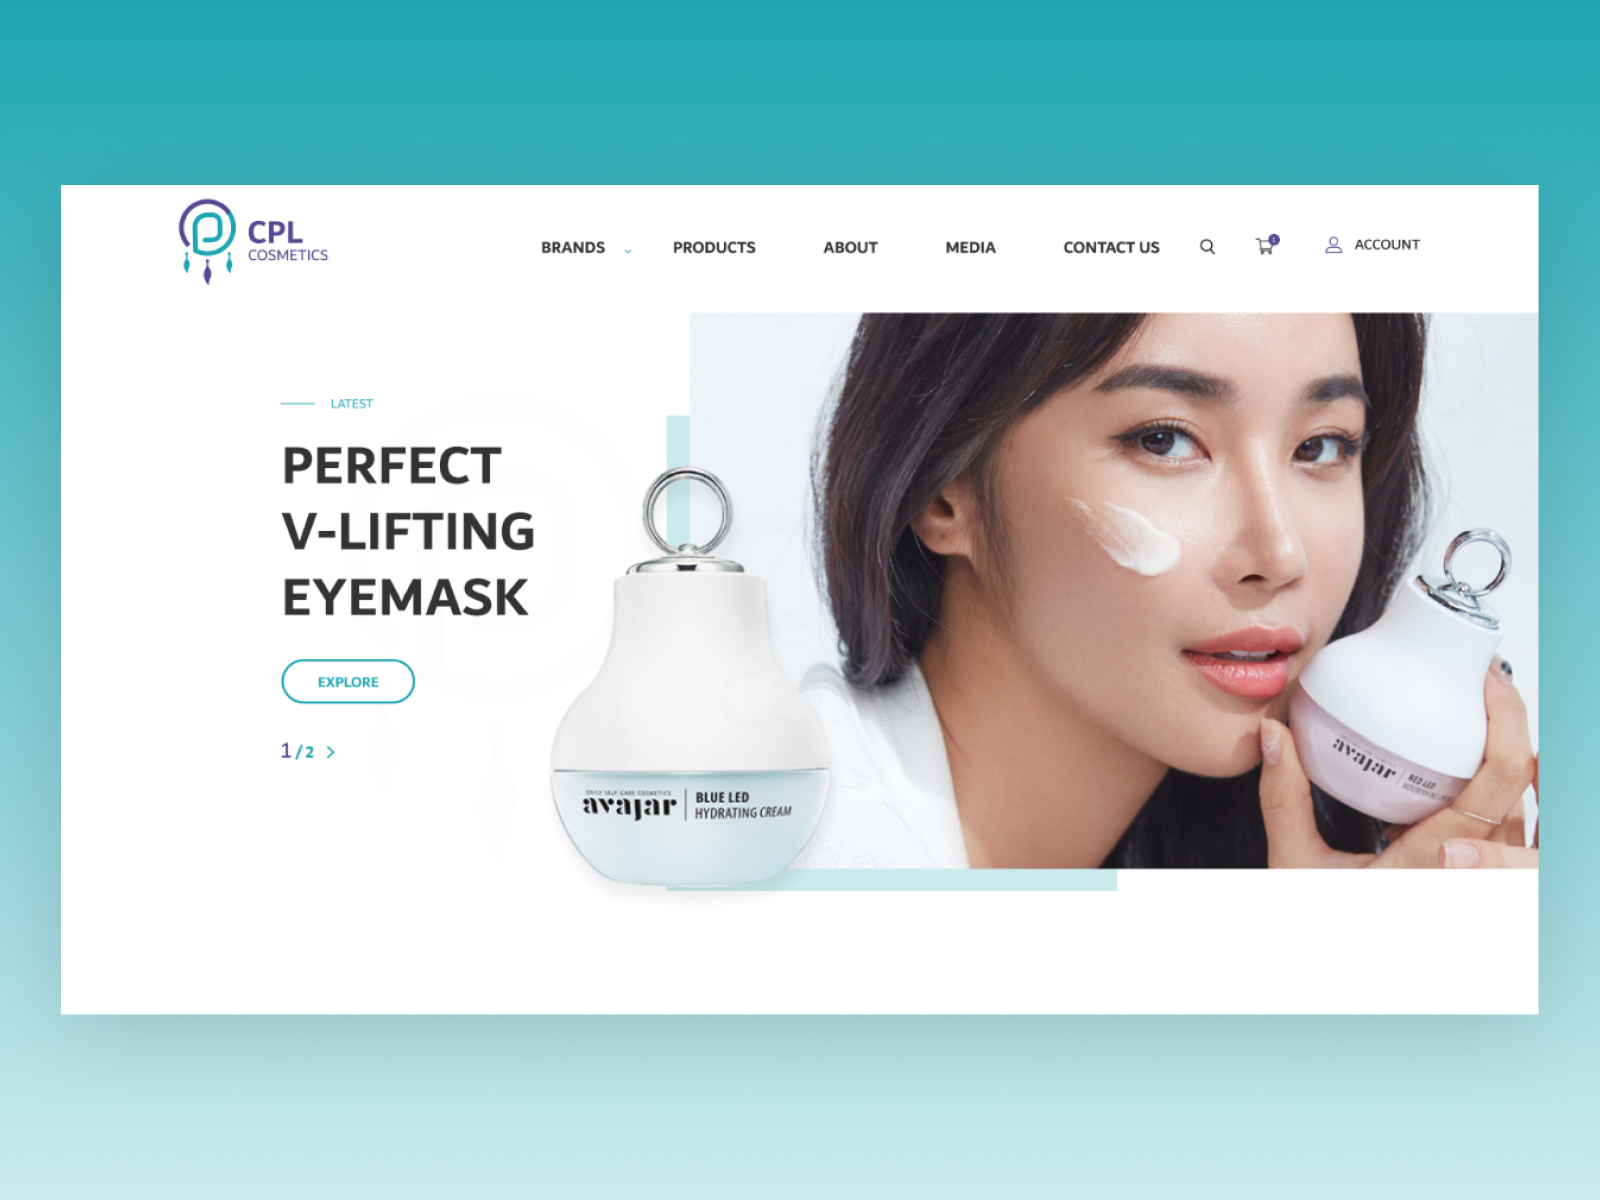 CPL
COSMETICS
BRANDS
PRODUCTS
ABOUT
MEDIA
CONTACT US
1
ACCOUNT
LATEST
PERFECT
V-LIFTING
EYEMASK
EXPLORE
1 / 2
DAILY SELF CARE COSMETICS
avajar
BLUE LED
HYDRATING CREAM
avajar
RED LED